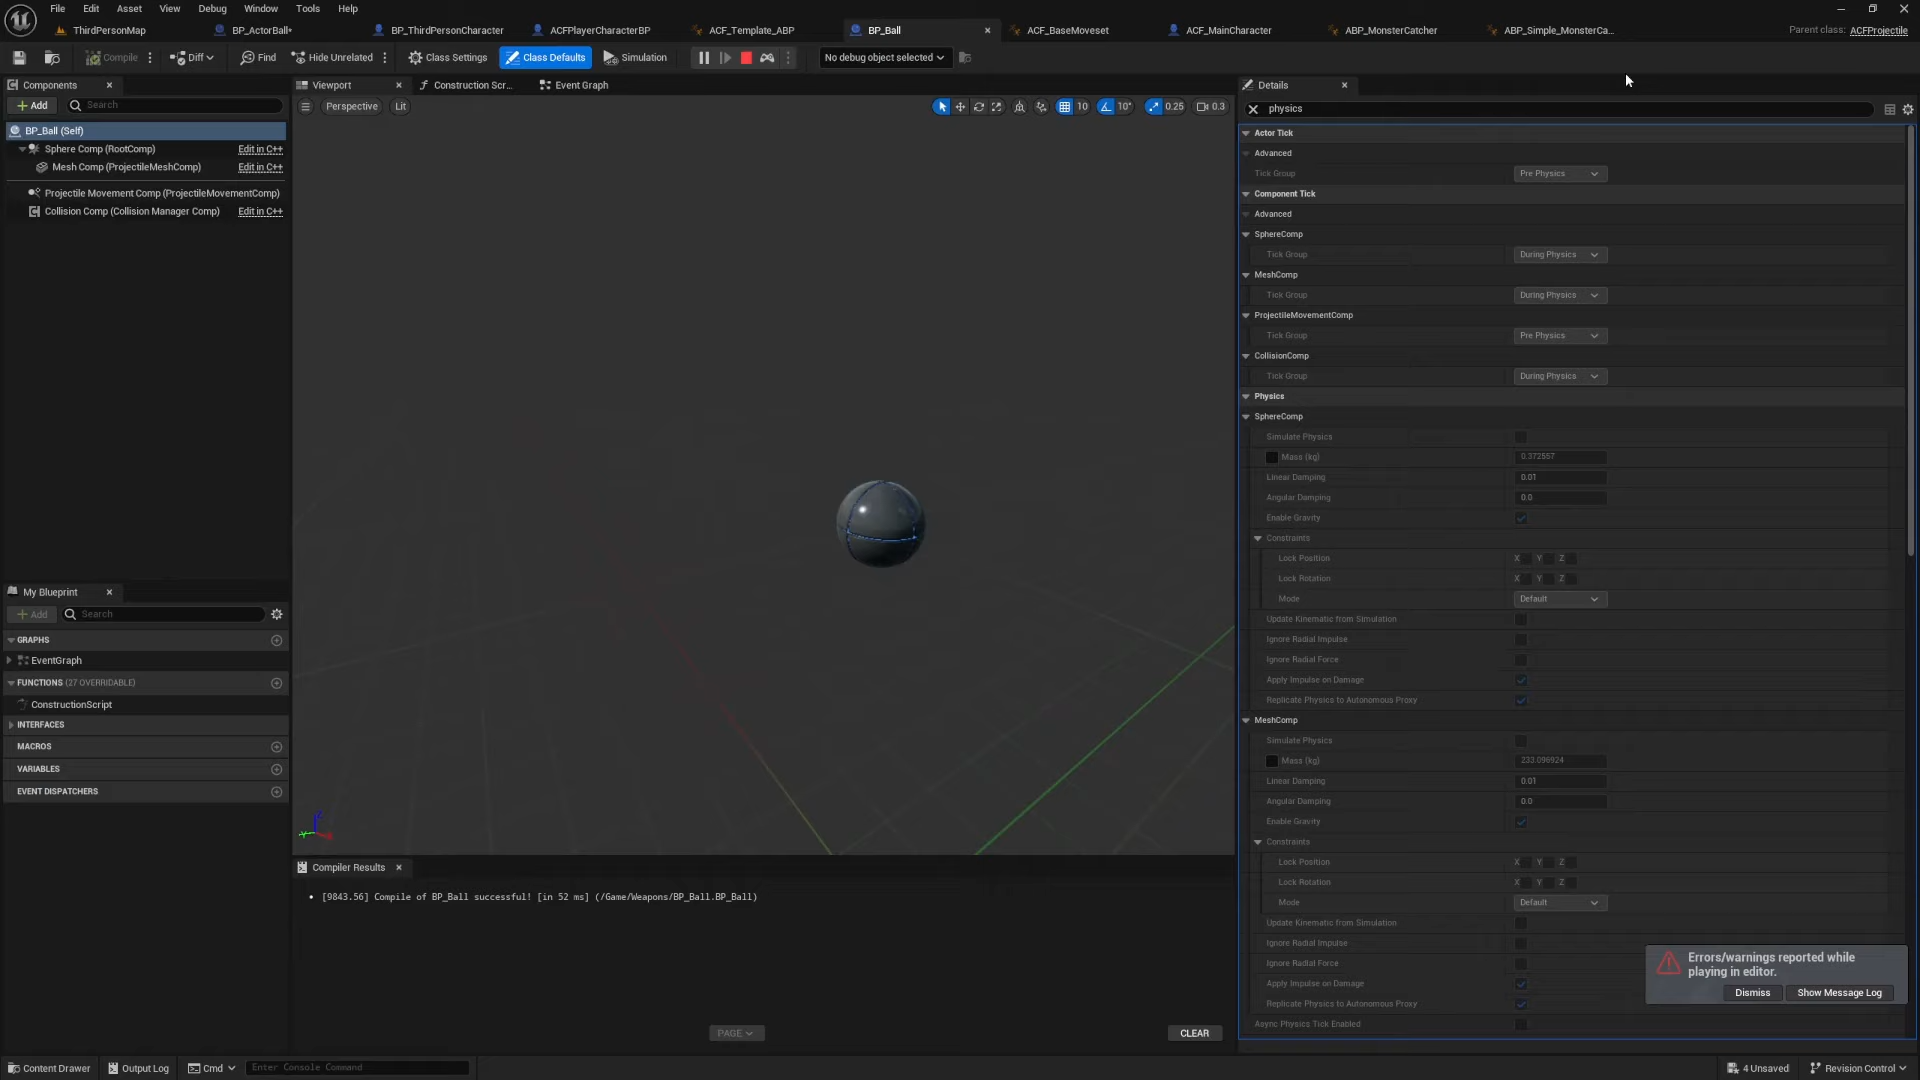 File Edit Asset View Debug Window Tools Help
ThirdPersonMap BP_ActorBall* BP_ThirdPersonCharacter ACFPlayerCharacterBP ACF_Template_ABP BP_Ball ACF_BaseMoveset ACF_MainCharacter ABP_MonsterCatcher ABP_Simple_MonsterCa... Parent class: ACFProjectile
Compile Diff Find Hide Unrelated Class Settings Class Defaults Simulation No debug object selected
Components Viewport Construction Scr... Event Graph Details
Add Search Perspective Lit 10 10° 0.25 0.3 physics
BP_Ball (Self)
Sphere Comp (RootComp) Edit in C++
Mesh Comp (ProjectileMeshComp) Edit in C++
Projectile Movement Comp (ProjectileMovementComp)
Collision Comp (Collision Manager Comp) Edit in C++
Actor Tick
Advanced
Tick Group Pre Physics
Component Tick
Advanced
SphereComp
Tick Group During Physics
MeshComp
Tick Group During Physics
ProjectileMovementComp
Tick Group Pre Physics
CollisionComp
Tick Group During Physics
Physics
SphereComp
Simulate Physics
Mass (kg) 0.372557
Linear Damping 0.01
Angular Damping 0.0
Enable Gravity
Constraints
Lock Position X Y Z
Lock Rotation X Y Z
Mode Default
Update Kinematic from Simulation
Ignore Radial Impulse
Ignore Radial Force
Apply Impulse on Damage
Replicate Physics to Autonomous Proxy
MeshComp
Simulate Physics
Mass (kg) 233.096924
Linear Damping 0.01
Angular Damping 0.0
Enable Gravity
Constraints
Lock Position X Y Z
Lock Rotation X Y Z
Mode Default
Update Kinematic from Simulation
Ignore Radial Impulse
Ignore Radial Force
Apply Impulse on Damage
Replicate Physics to Autonomous Proxy
Async Physics Tick Enabled
My Blueprint
Add Search
GRAPHS
EventGraph
FUNCTIONS (27 OVERRIDABLE)
ConstructionScript
INTERFACES
MACROS
VARIABLES
EVENT DISPATCHERS
Z
Compiler Results
[9843.56] Compile of BP_Ball successful! [in 52 ms] (/Game/Weapons/BP_Ball.BP_Ball)
PAGE CLEAR
Errors/warnings reported while
playing in editor.
Dismiss Show Message Log
Content Drawer Output Log Cmd Enter Console Command 4 Unsaved Revision Control